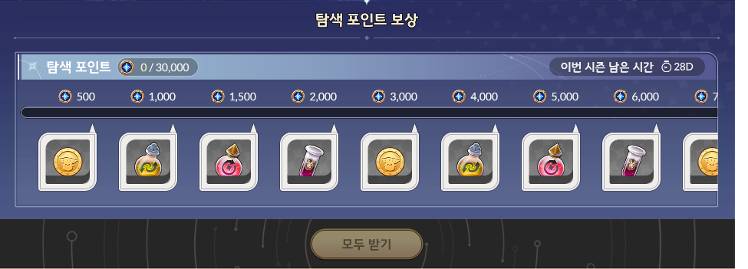 탐색 포인트 보상
탐색 포인트 0 / 30,000 이번 시즌 남은 시간 28D
500 1,000 1,500 2,000 3,000 4,000 5,000 6,000 7
모두 받기